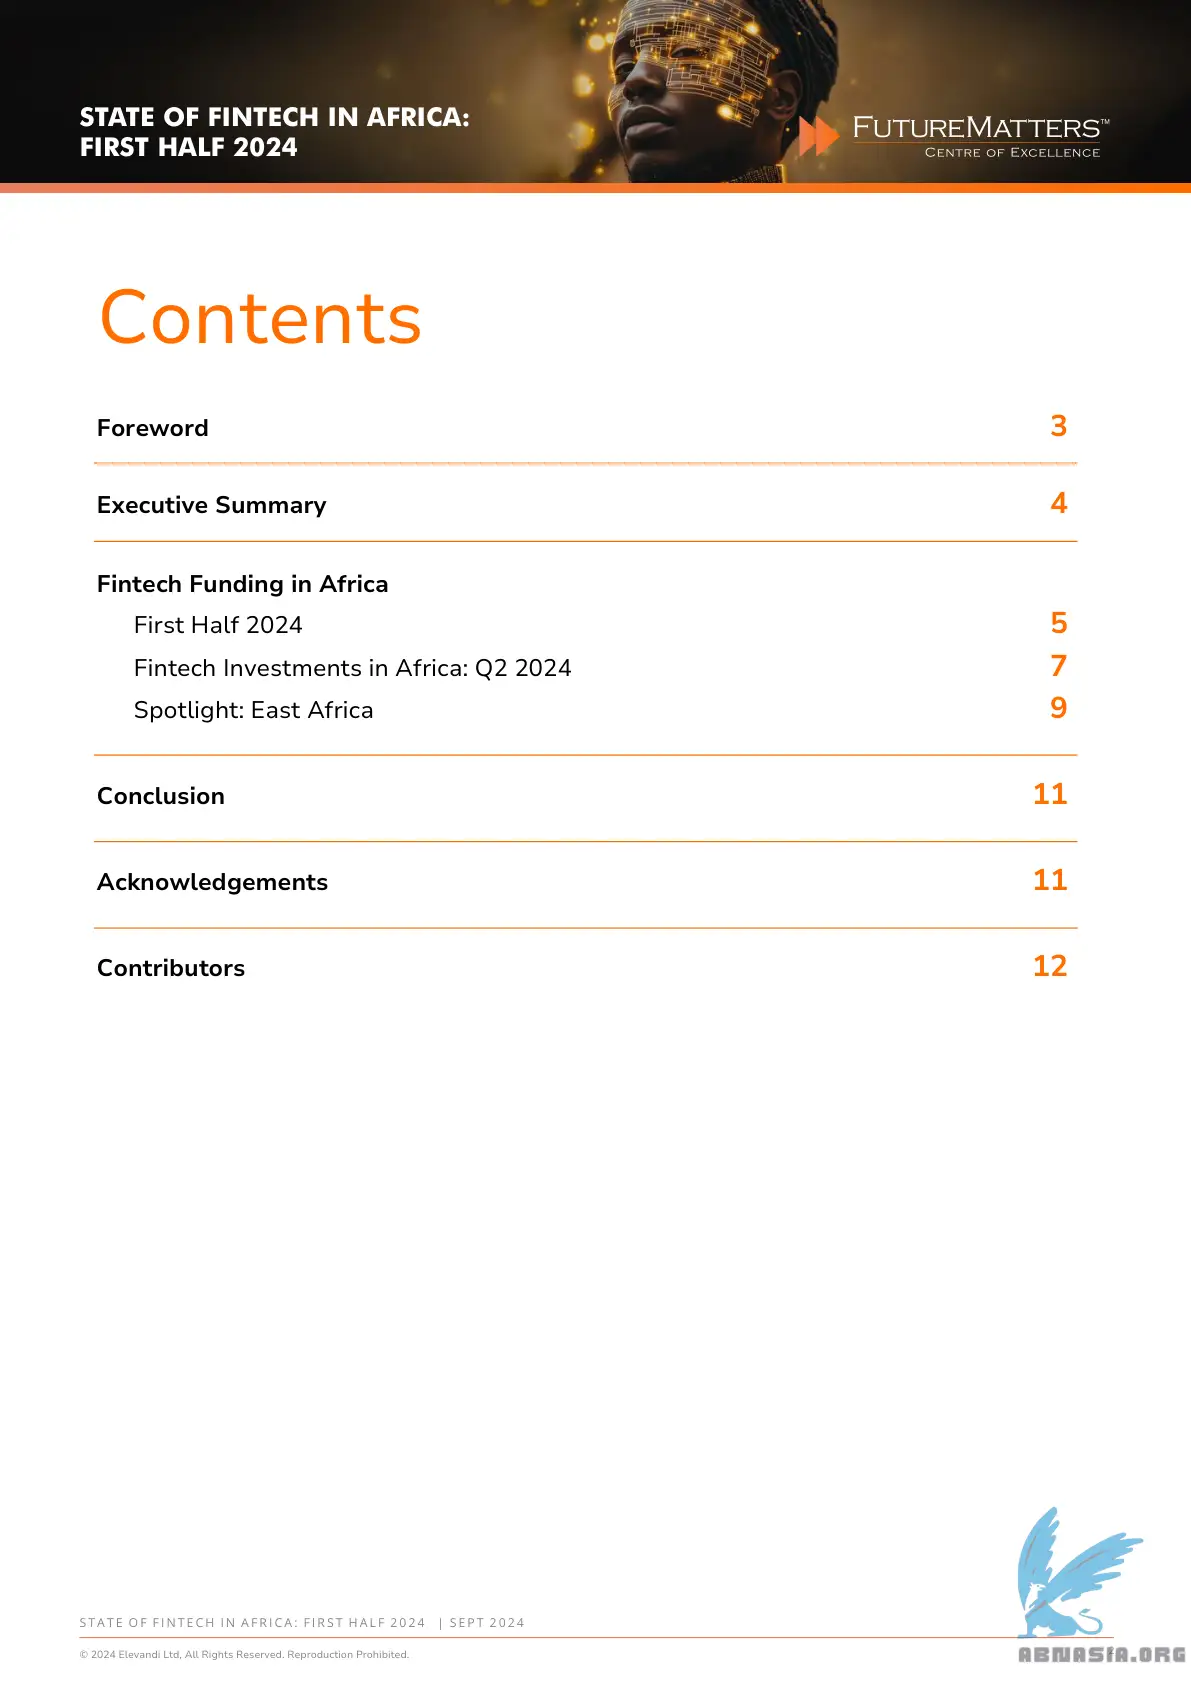 STATE OF FINTECH IN AFRICA:
FIRST HALF 2024
FUTUREMATTERS™
CENTRE OF EXCELLENCE
Contents
Foreword 3
Executive Summary 4
Fintech Funding in Africa
First Half 2024 5
Fintech Investments in Africa: Q2 2024 7
Spotlight: East Africa 9
Conclusion 11
Acknowledgements 11
Contributors 12
STATE OF FINTECH IN AFRICA: FIRST HALF 2024 | SEPT 2024
© 2024 Elevandi Ltd, All Rights Reserved. Reproduction Prohibited.
ABNASIA.ORG